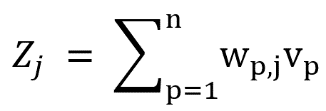 Z_j = ∑_{p=1}^{n} w_{p,j} v_p